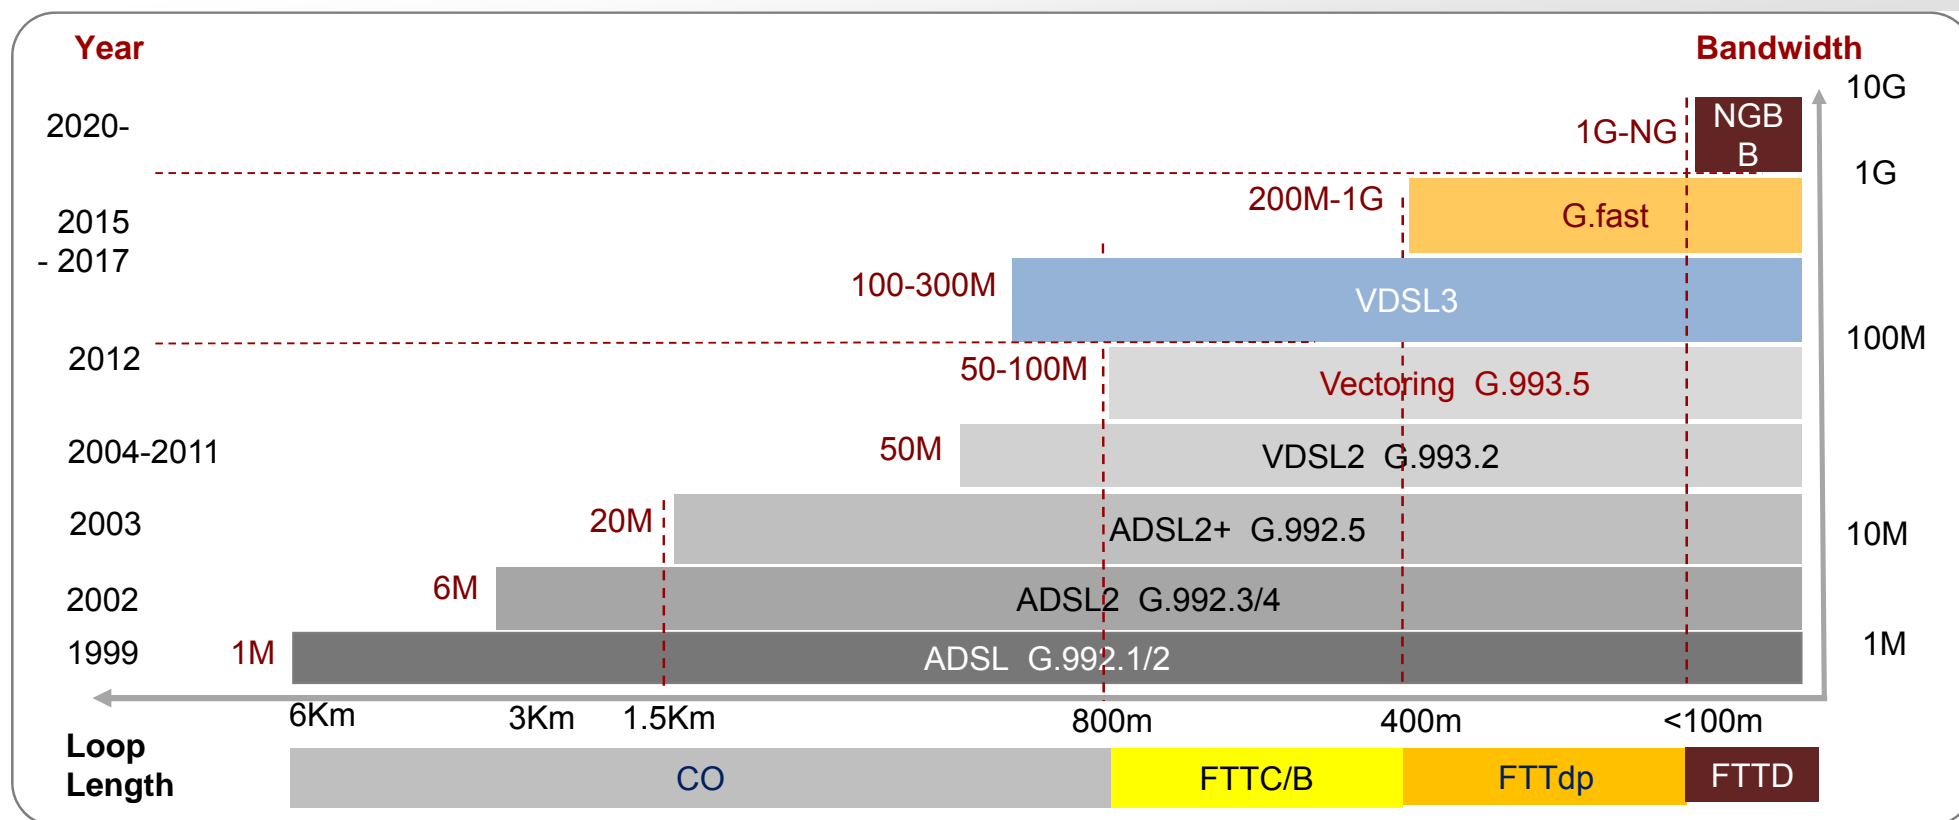 Year
Bandwidth
10G
2020-
1G-NG
NGB
B
1G
2015
- 2017
200M-1G
G.fast
100-300M
VDSL3
100M
2012
50-100M
Vectoring G.993.5
2004-2011
50M
VDSL2 G.993.2
2003
20M
ADSL2+ G.992.5
10M
2002
6M
ADSL2 G.992.3/4
1999
1M
ADSL G.992.1/2
1M
6Km
3Km
1.5Km
800m
400m
<100m
Loop
Length
CO
FTTC/B
FTTdp
FTTD